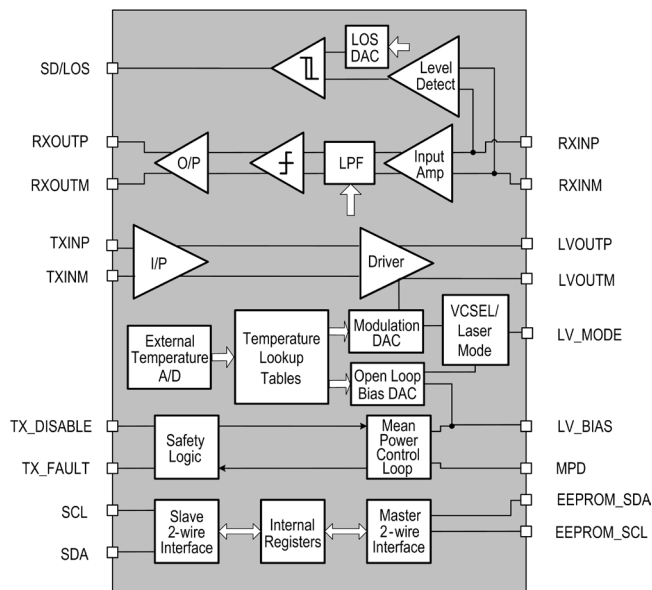 LOS
DAC
SD/LOS
Level
Detect
RXOUTP
RXINP
O/P
LPF
Input
Amp
RXOUTM
RXINM
TXINP
LVOUTP
I/P
Driver
TXINM
LVOUTM
VCSEL/
Laser
Mode
Modulation
DAC
LV_MODE
External
Temperature
A/D
Temperature
Lookup
Tables
Open Loop
Bias DAC
TX_DISABLE
Safety
Logic
Mean
Power
Control
Loop
LV_BIAS
TX_FAULT
MPD
EEPROM_SDA
SCL
Slave
2-wire
Interface
Internal
Registers
Master
2-wire
Interface
EEPROM_SCL
SDA